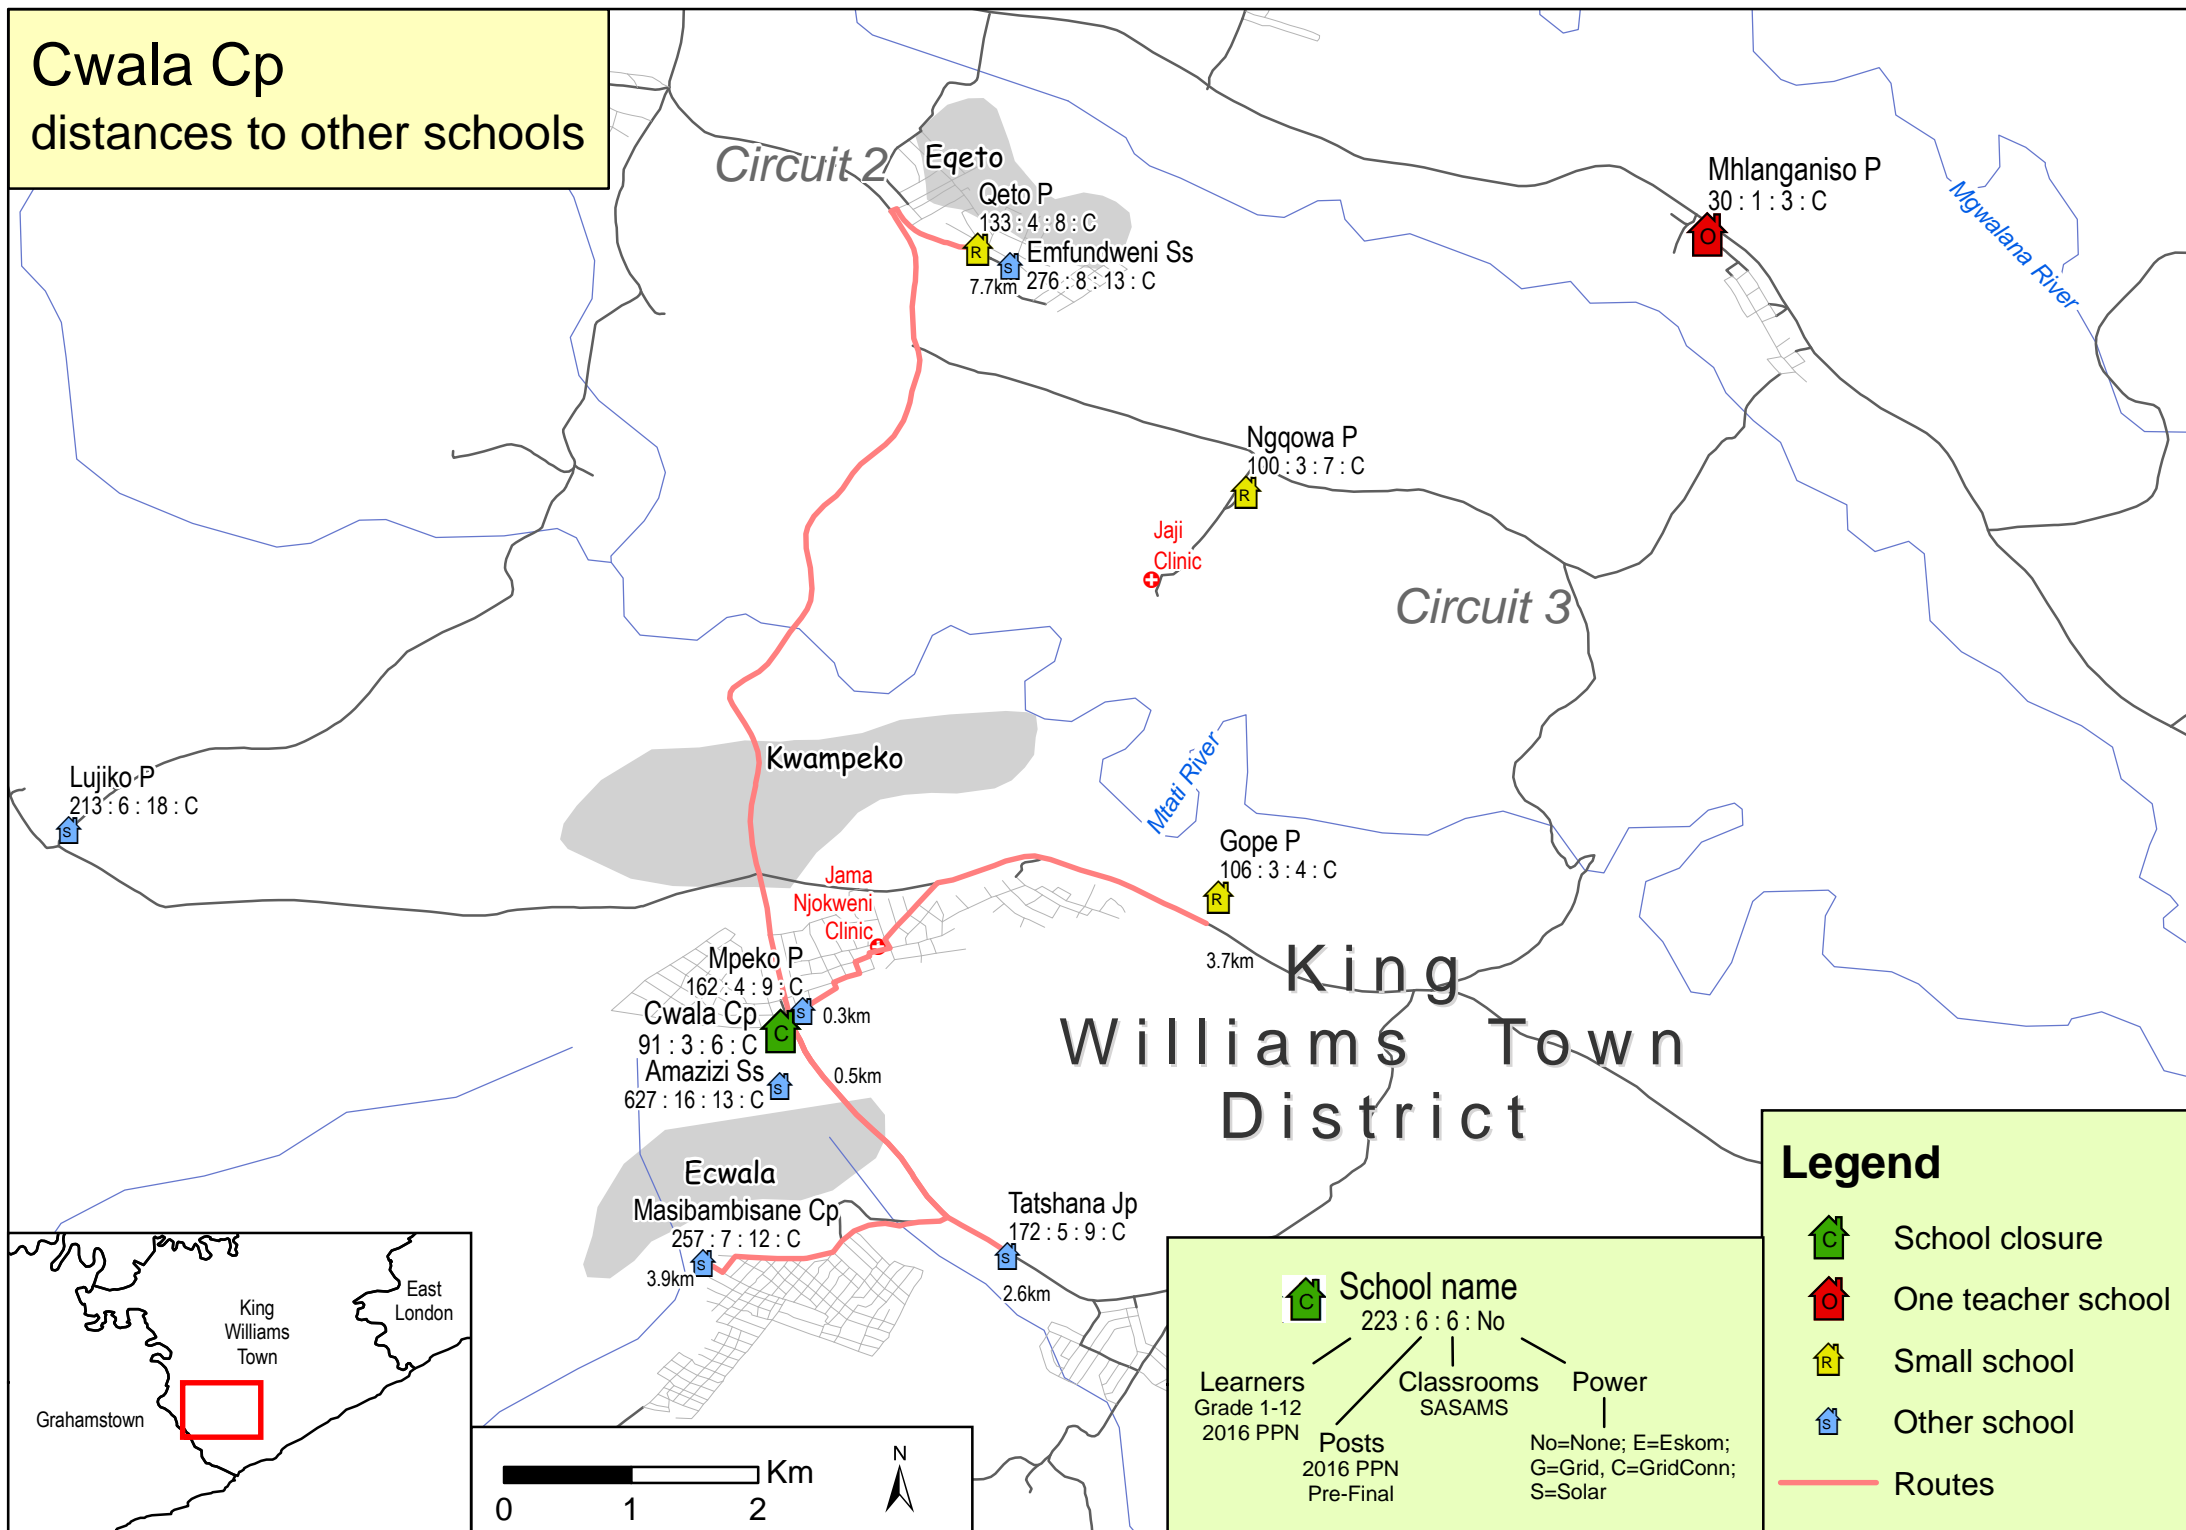 Cwala Cp
distances to other schools
Circuit 2
Eqeto
Qeto P
133 : 4 : 8 : C
R
Emfundweni Ss
S
276 : 8 : 13 : C
7.7km
Mhlanganiso P
30 : 1 : 3 : C
O
Mgwalana River
Ngqowa P
100 : 3 : 7 : C
R
Jaji
Clinic
Circuit 3
Kwampeko
Mtati River
Lujiko P
213 : 6 : 18 : C
S
Gope P
106 : 3 : 4 : C
R
3.7km
Jama
Njokweni
Clinic
Mpeko P
162 : 4 : 9 : C
S
0.3km
Cwala Cp
91 : 3 : 6 : C
C
Amazizi Ss
627 : 16 : 13 : C
S
0.5km
King
Williams Town
District
Ecwala
Masibambisane Cp
257 : 7 : 12 : C
S
3.9km
Tatshana Jp
172 : 5 : 9 : C
S
2.6km
King
Williams
Town
East
London
Grahamstown
Km
0 1 2
N
C
School name
223 : 6 : 6 : No
Learners
Grade 1-12
2016 PPN
Posts
2016 PPN
Pre-Final
Classrooms
SASAMS
Power
No=None; E=Eskom;
G=Grid, C=GridConn;
S=Solar
Legend
C School closure
O One teacher school
R Small school
S Other school
Routes